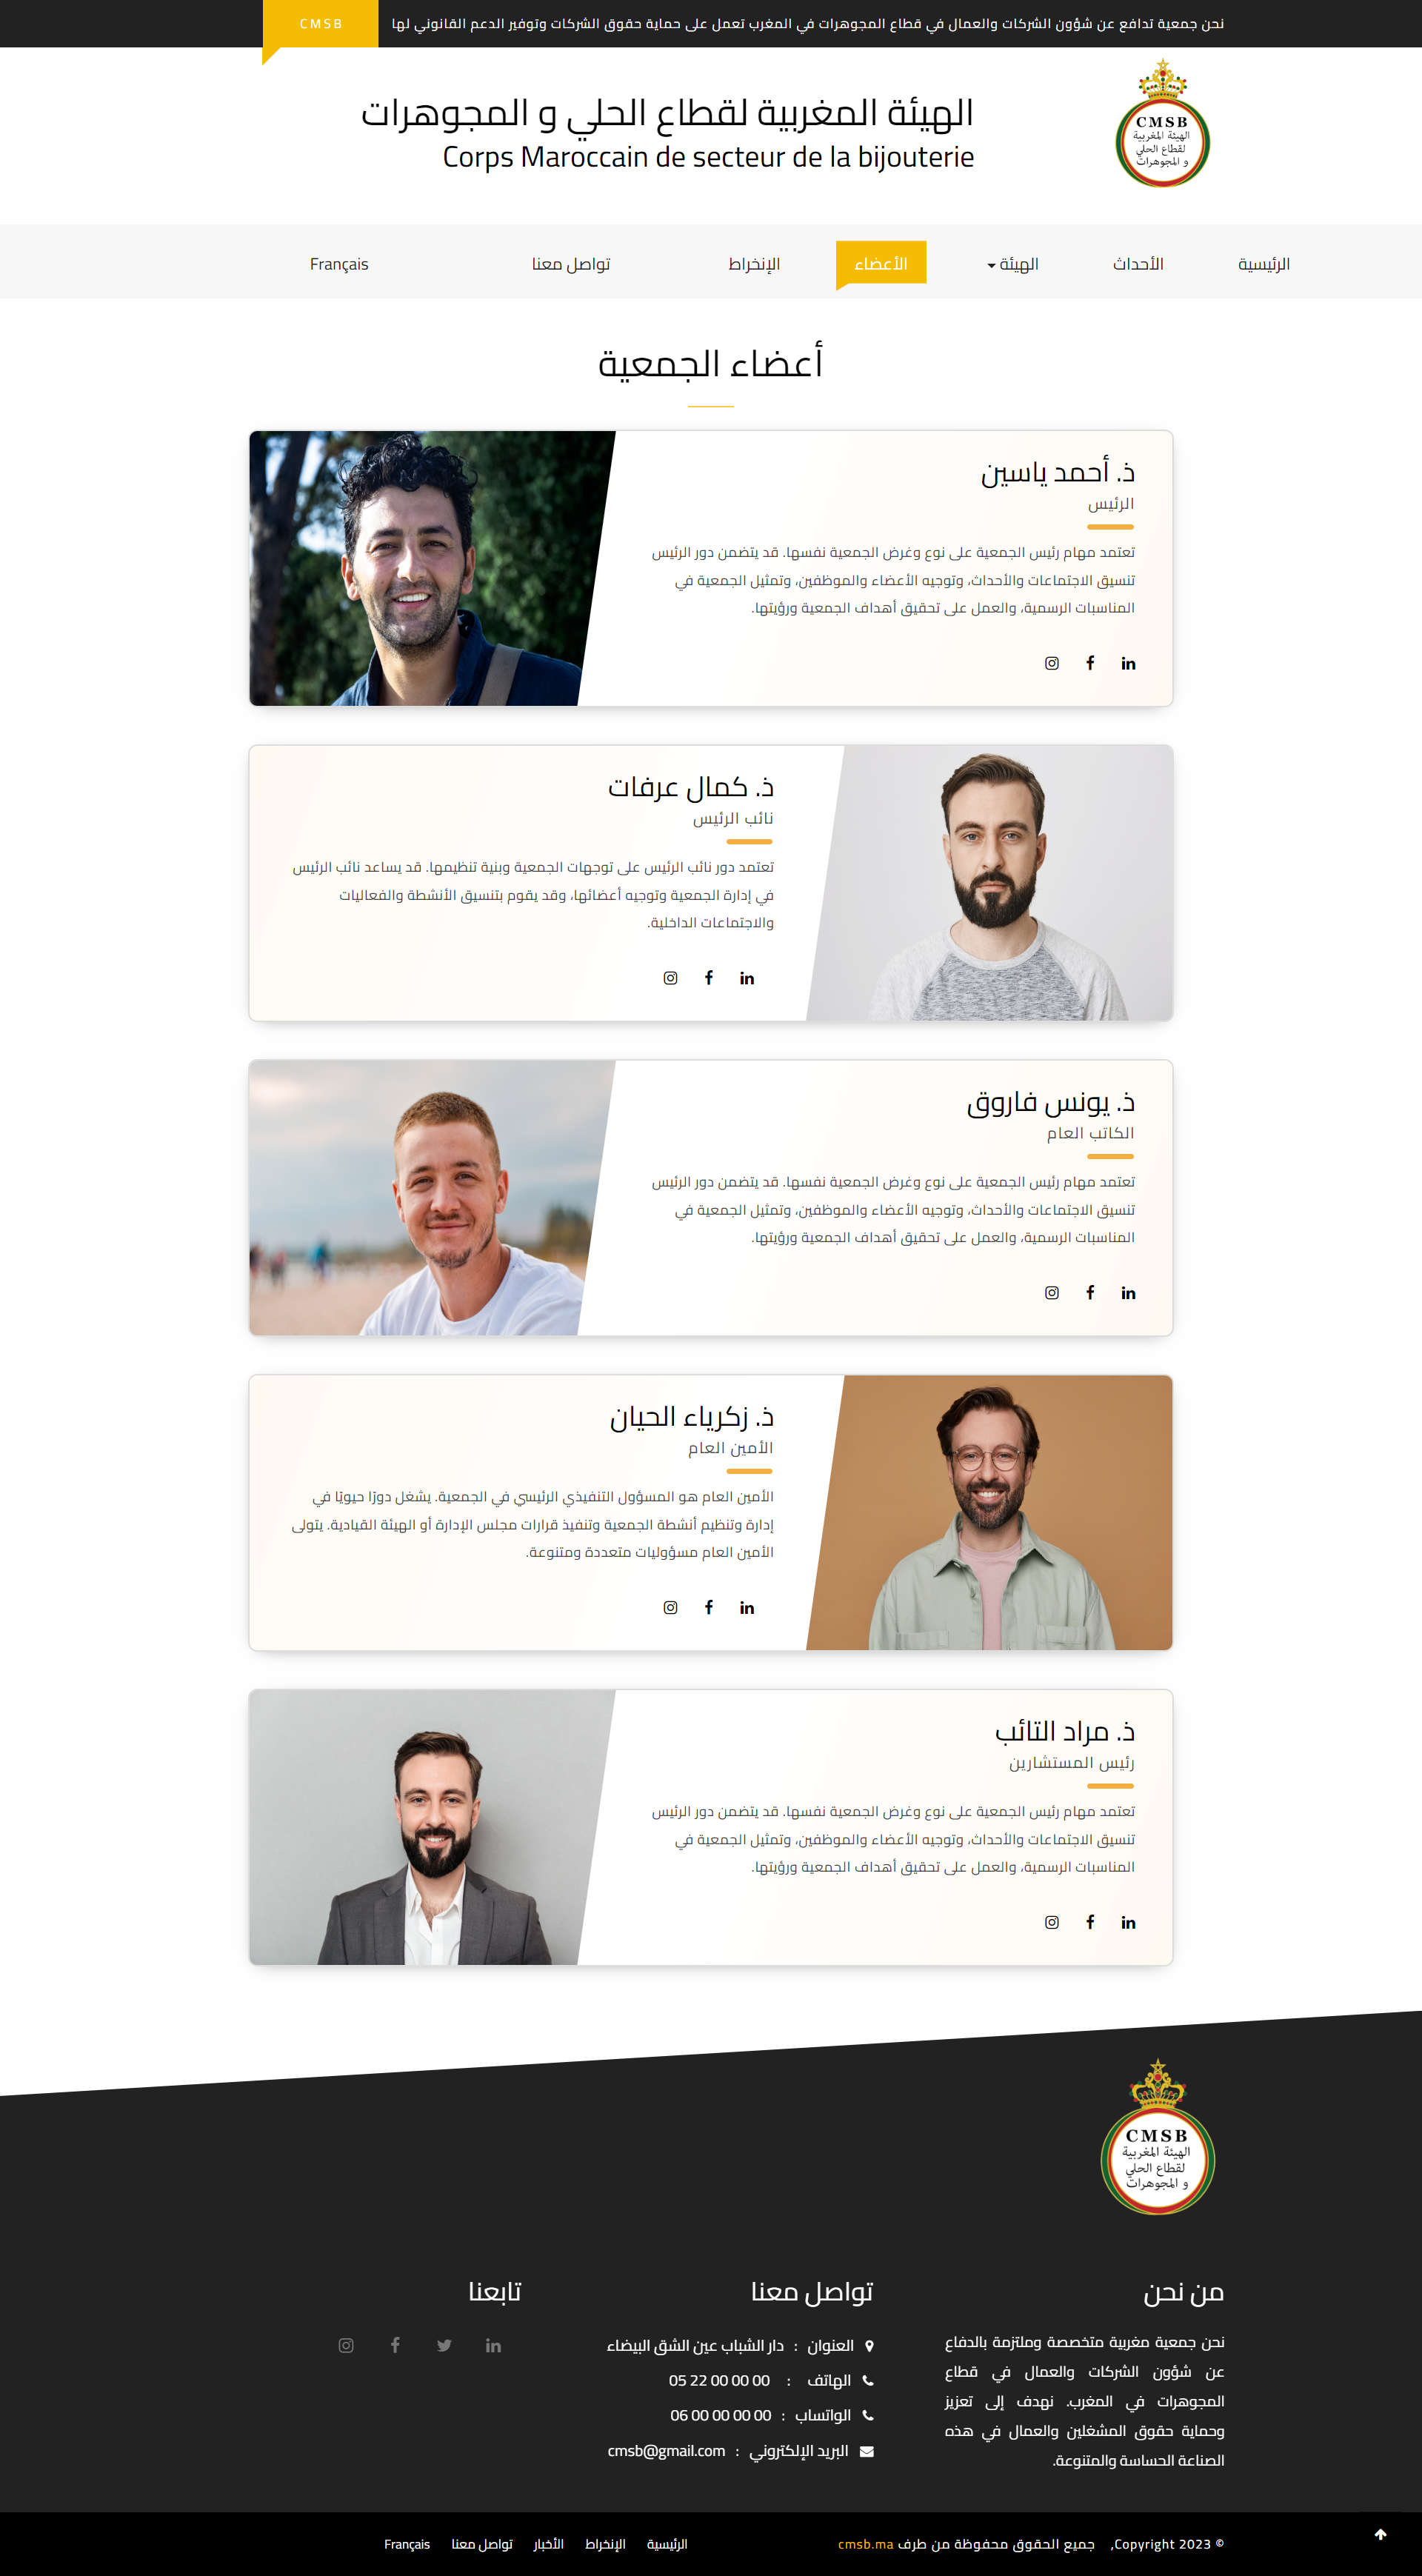 نحن جمعية تدافع عن شؤون الشركات والعمال في قطاع المجوهرات في المغرب تعمل على حماية حقوق الشركات وتوفير الدعم القانوني لها
CMSB
CMSB
الهيئة المغربية
لقطاع الحلي
و المجوهرات
الهيئة المغربية لقطاع الحلي و المجوهرات
Corps Maroccain de secteur de la bijouterie
الرئيسية
الأحداث
الهيئة
الأعضاء
الإنخراط
تواصل معنا
Français
أعضاء الجمعية
ذ. أحمد ياسين
الرئيس
تعتمد مهام رئيس الجمعية على نوع وغرض الجمعية نفسها. قد يتضمن دور الرئيس
تنسيق الاجتماعات والأحداث، وتوجيه الأعضاء والموظفين، وتمثيل الجمعية في
المناسبات الرسمية، والعمل على تحقيق أهداف الجمعية ورؤيتها.
ذ. كمال عرفات
نائب الرئيس
تعتمد دور نائب الرئيس على توجهات الجمعية وبنية تنظيمها. قد يساعد نائب الرئيس
في إدارة الجمعية وتوجيه أعضائها، وقد يقوم بتنسيق الأنشطة والفعاليات
والاجتماعات الداخلية.
ذ. يونس فاروق
الكاتب العام
تعتمد مهام رئيس الجمعية على نوع وغرض الجمعية نفسها. قد يتضمن دور الرئيس
تنسيق الاجتماعات والأحداث، وتوجيه الأعضاء والموظفين، وتمثيل الجمعية في
المناسبات الرسمية، والعمل على تحقيق أهداف الجمعية ورؤيتها.
ذ. زكرياء الحيان
الأمين العام
الأمين العام هو المسؤول التنفيذي الرئيسي في الجمعية. يشغل دورًا حيويًا في
إدارة وتنظيم أنشطة الجمعية وتنفيذ قرارات مجلس الإدارة أو الهيئة القيادية. يتولى
الأمين العام مسؤوليات متعددة ومتنوعة.
ذ. مراد التائب
رئيس المستشارين
تعتمد مهام رئيس الجمعية على نوع وغرض الجمعية نفسها. قد يتضمن دور الرئيس
تنسيق الاجتماعات والأحداث، وتوجيه الأعضاء والموظفين، وتمثيل الجمعية في
المناسبات الرسمية، والعمل على تحقيق أهداف الجمعية ورؤيتها.
CMSB
الهيئة المغربية
لقطاع الحلي
و المجوهرات
من نحن
نحن جمعية مغربية متخصصة وملتزمة بالدفاع
عن شؤون الشركات والعمال في قطاع
المجوهرات في المغرب. نهدف إلى تعزيز
وحماية حقوق المشغلين والعمال في هذه
الصناعة الحساسة والمتنوعة.
تواصل معنا
العنوان : دار الشباب عين الشق البيضاء
الهاتف : 05 22 00 00 00
الواتساب : 06 00 00 00 00
البريد الإلكتروني : cmsb@gmail.com
تابعنا
© Copyright 2023, جميع الحقوق محفوظة من طرف cmsb.ma
الرئيسية
الإنخراط
الأخبار
تواصل معنا
Français